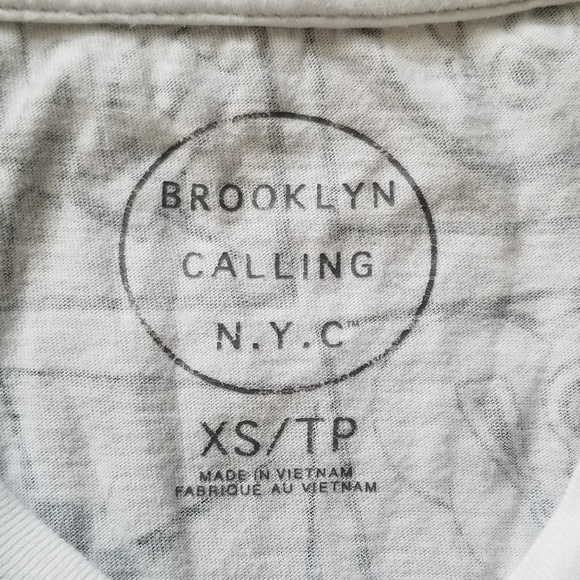 BROOKLYN
CALLING
N.Y.C™
XS/TP
MADE IN VIETNAM
FABRIQUÉ AU VIETNAM